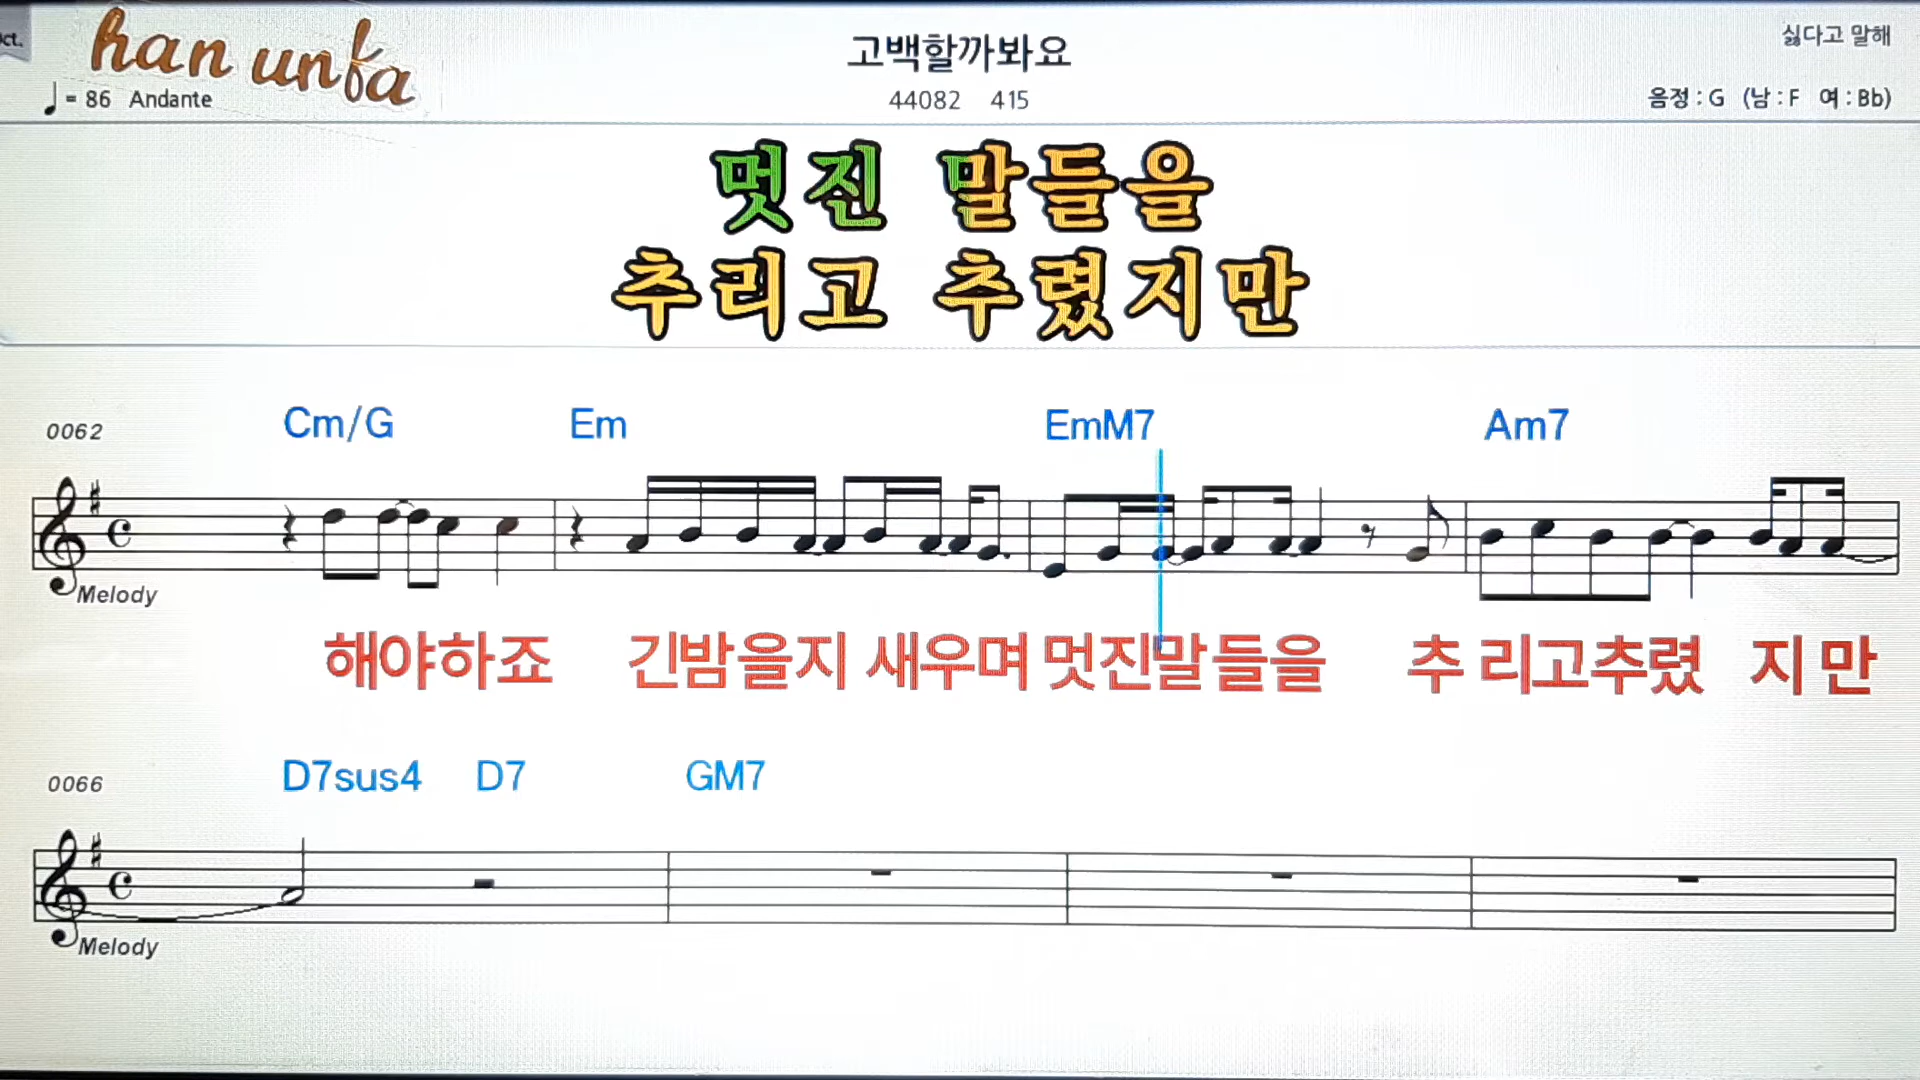 ct.
han unfa
고백할까봐요
싫다고 말해
♩= 86 Andante
44082 415
음정 : G (남 : F 여 : Bb)
멋진 말들을
추리고 추렸지만
0062 Cm/G Em EmM7 Am7
Melody
해야하죠 긴밤을지 새우며 멋진말들을 추 리고추렸 지 만
0066 D7sus4 D7 GM7
Melody